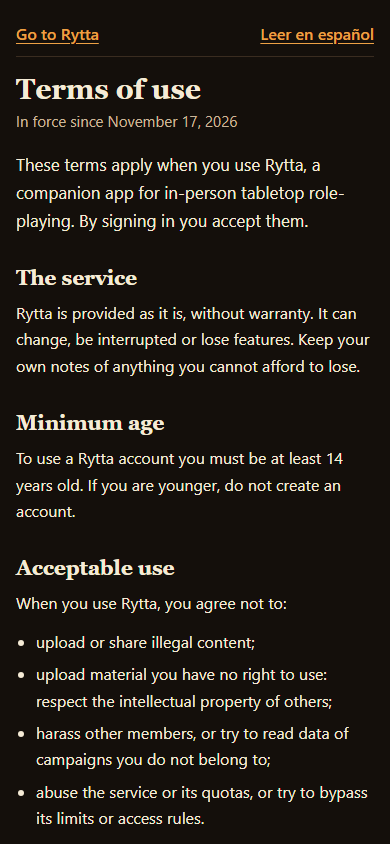 Go to Rytta
Leer en español
Terms of use
In force since November 17, 2026
These terms apply when you use Rytta, a
companion app for in-person tabletop role-
playing. By signing in you accept them.
The service
Rytta is provided as it is, without warranty. It can
change, be interrupted or lose features. Keep your
own notes of anything you cannot afford to lose.
Minimum age
To use a Rytta account you must be at least 14
years old. If you are younger, do not create an
account.
Acceptable use
When you use Rytta, you agree not to:
• upload or share illegal content;
• upload material you have no right to use:
respect the intellectual property of others;
• harass other members, or try to read data of
campaigns you do not belong to;
• abuse the service or its quotas, or try to bypass
its limits or access rules.